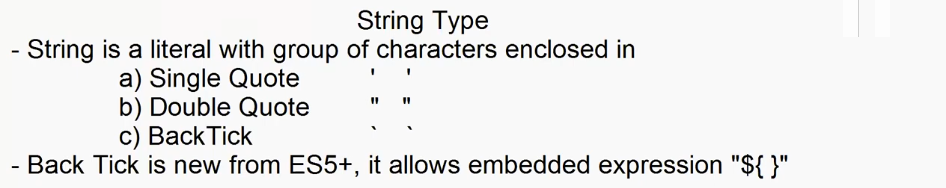 String Type
- String is a literal with group of characters enclosed in
a) Single Quote ' '
b) Double Quote " "
c) BackTick ` `
- Back Tick is new from ES5+, it allows embedded expression "${ }"